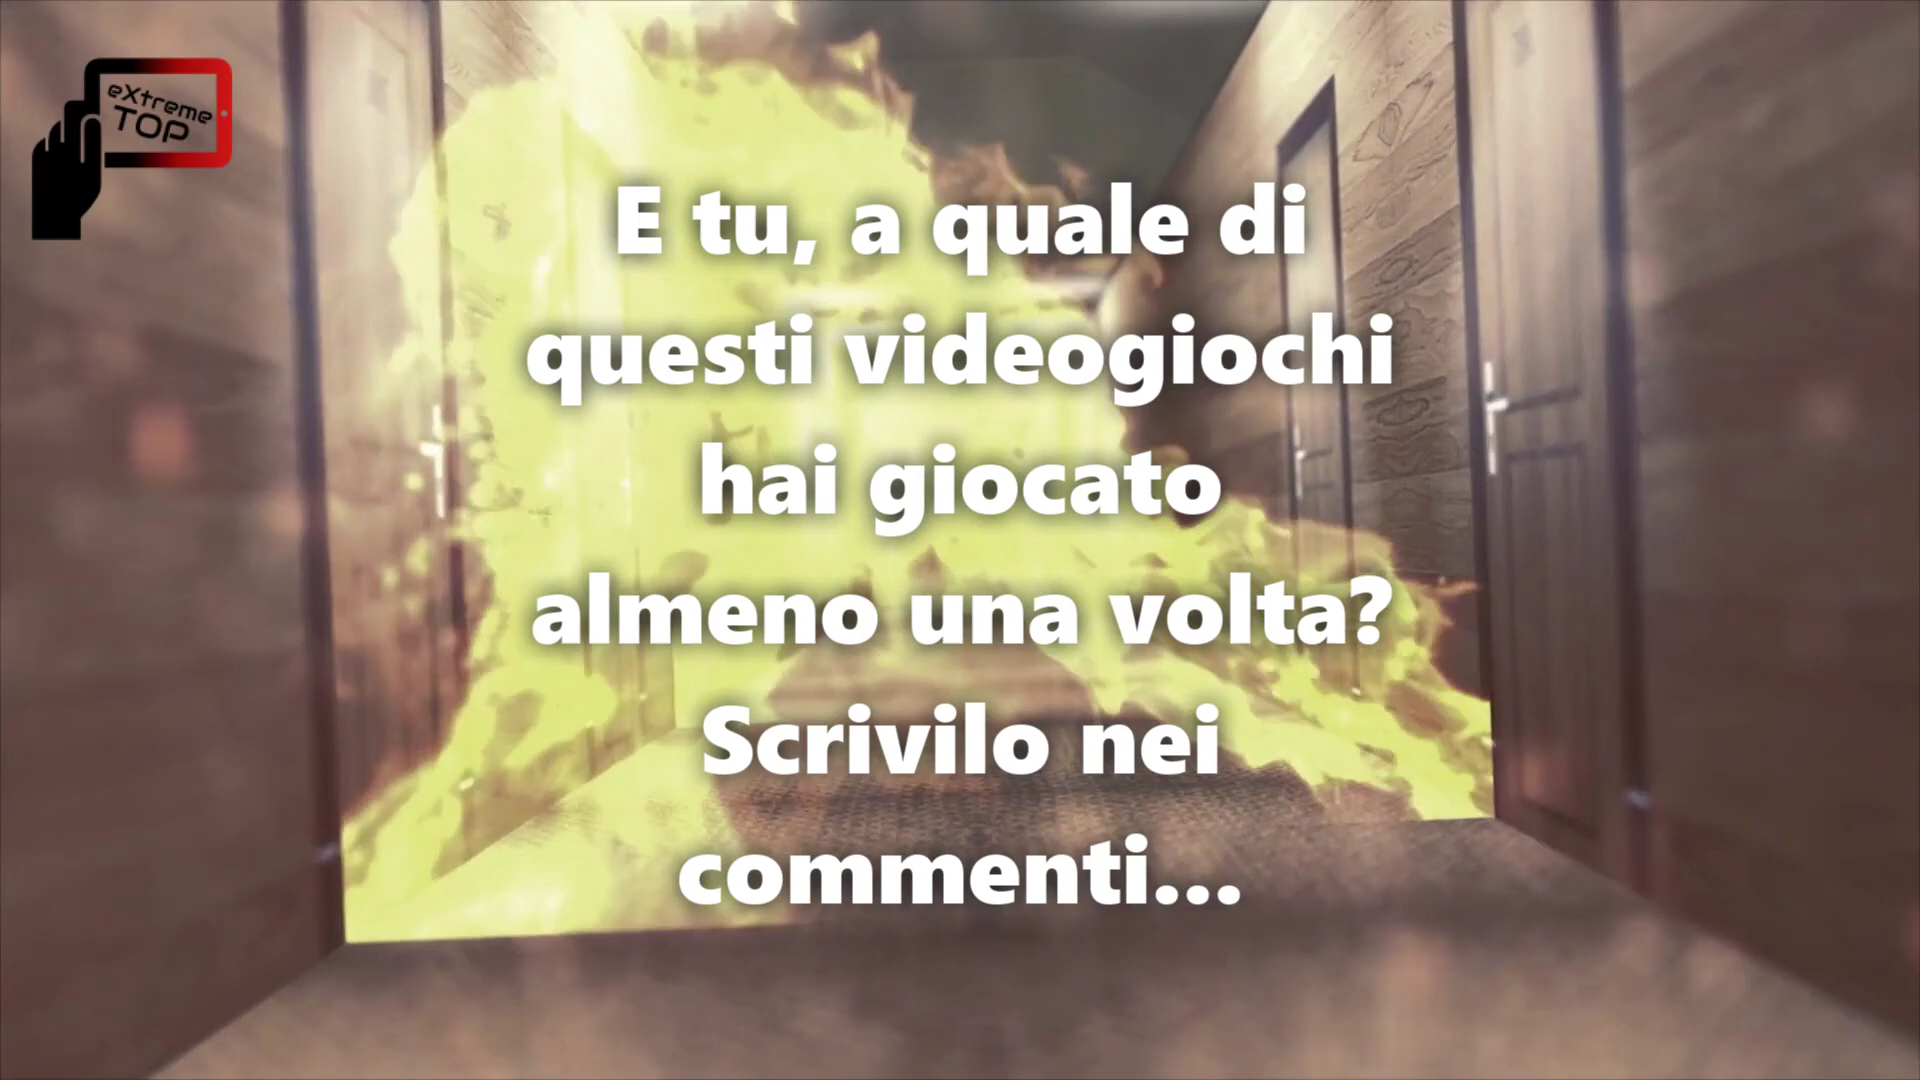 eXtreme
TOP
E tu, a quale di
questi videogiochi
hai giocato
almeno una volta?
Scrivilo nei
commenti...